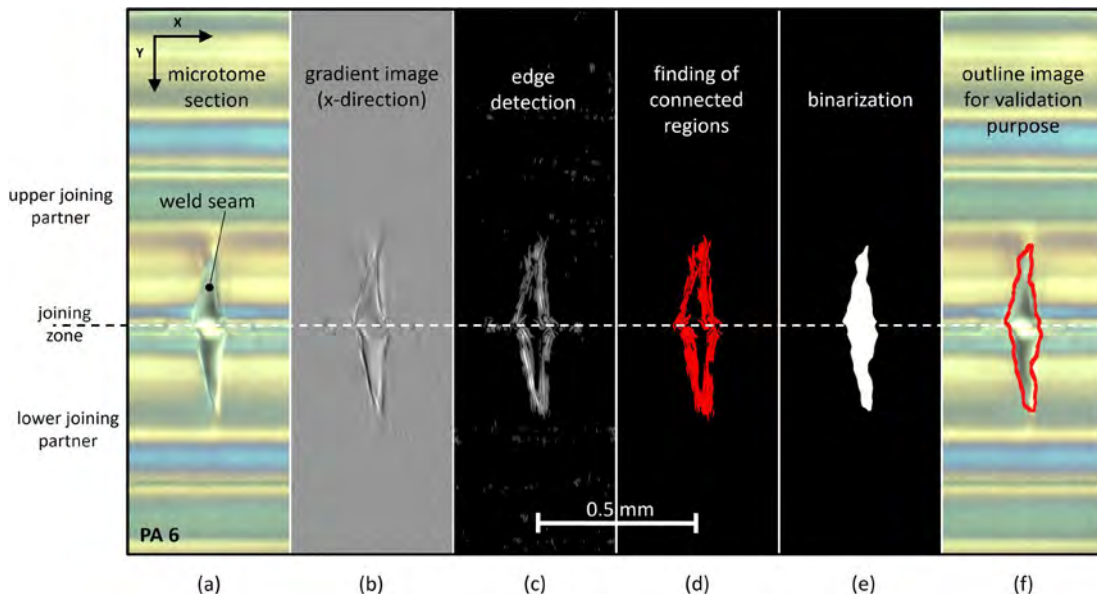 X
Y
microtome
section
gradient image
(x-direction)
edge
detection
finding of
connected
regions
binarization
outline image
for validation
purpose
upper joining
partner
weld seam
joining
zone
lower joining
partner
0.5 mm
PA 6
(a)
(b)
(c)
(d)
(e)
(f)